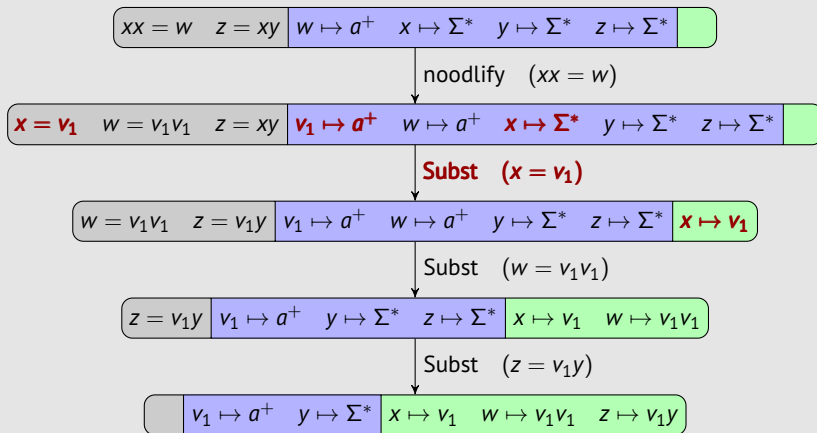 xx = w z = xy w ↦ a⁺ x ↦ Σ* y ↦ Σ* z ↦ Σ*
noodlify (xx = w)
x = v₁ w = v₁v₁ z = xy v₁ ↦ a⁺ w ↦ a⁺ x ↦ Σ* y ↦ Σ* z ↦ Σ*
Subst (x = v₁)
w = v₁v₁ z = v₁y v₁ ↦ a⁺ w ↦ a⁺ y ↦ Σ* z ↦ Σ* x ↦ v₁
Subst (w = v₁v₁)
z = v₁y v₁ ↦ a⁺ y ↦ Σ* z ↦ Σ* x ↦ v₁ w ↦ v₁v₁
Subst (z = v₁y)
v₁ ↦ a⁺ y ↦ Σ* x ↦ v₁ w ↦ v₁v₁ z ↦ v₁y